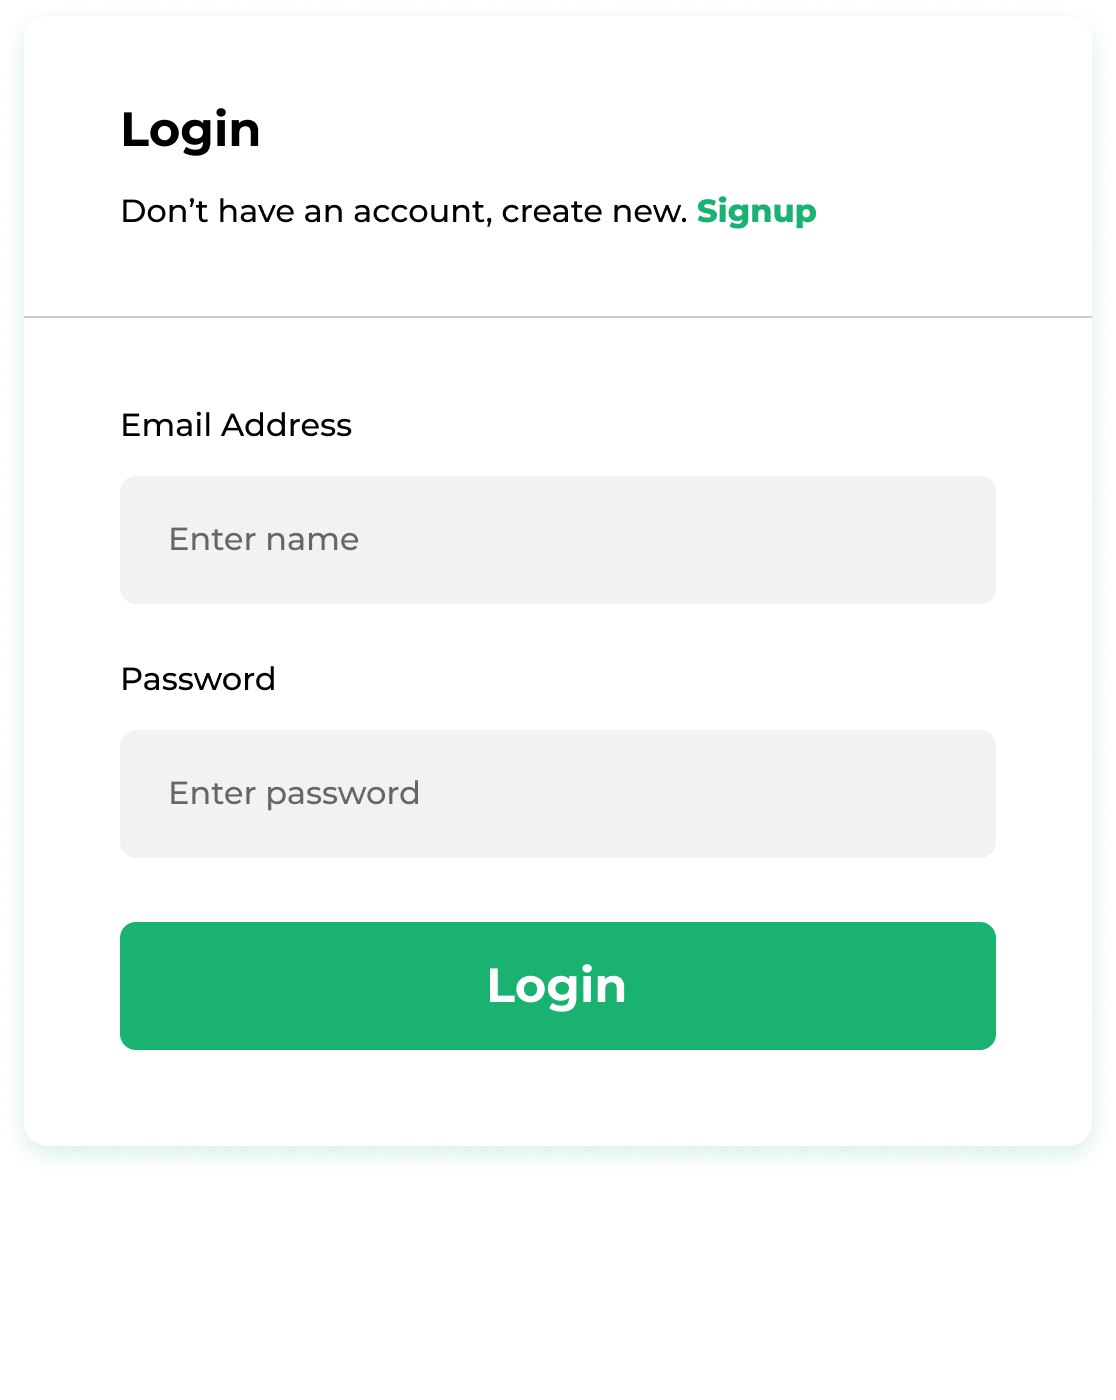 Login
Don’t have an account, create new. Signup
Email Address
Enter name
Password
Enter password
Login